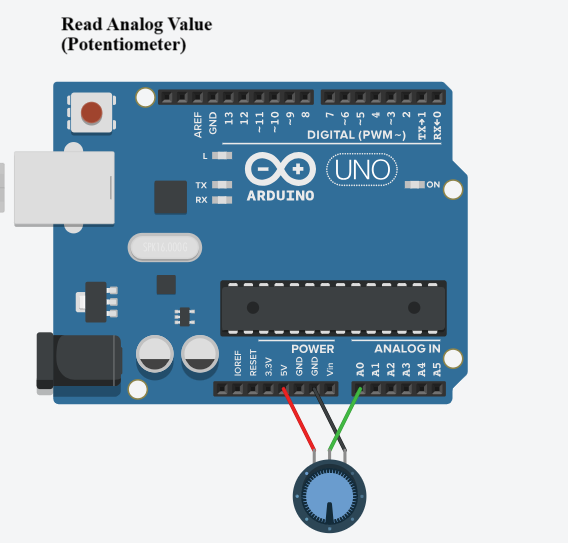 Read Analog Value
(Potentiometer)
AREF
GND
13
12
~11
~10
~9
8
7
~6
~5
4
~3
2
TX→1
RX←0
DIGITAL (PWM~)
L
TX
RX
ARDUINO
UNO
ON
POWER
ANALOG IN
IOREF
RESET
3.3V
5V
GND
GND
Vin
A0
A1
A2
A3
A4
A5